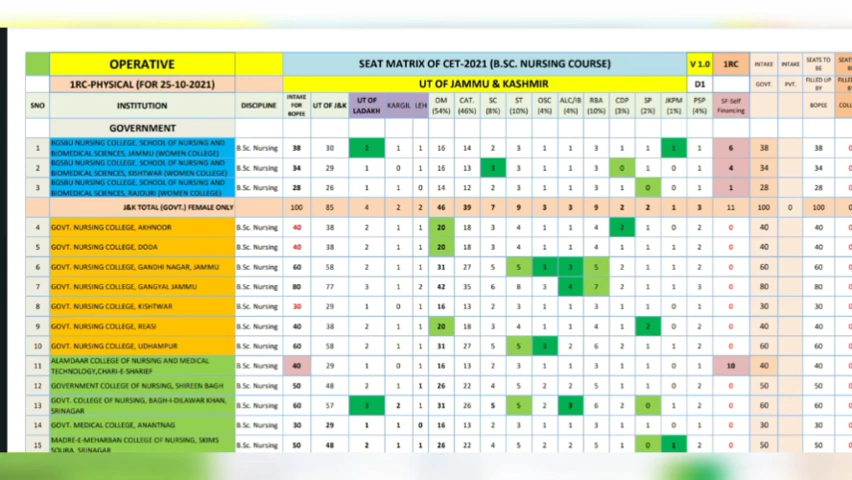 OPERATIVE SEAT MATRIX OF CET-2021 (B.SC. NURSING COURSE) V 1.0 1RC INTAKE INTAKE SEATS TO BE
1RC-PHYSICAL (FOR 25-10-2021) UT OF JAMMU & KASHMIR D1 GOVT. PVT. FILLED UP BY
SNO INSTITUTION DISCIPLINE INTAKE FOR BOPEE UT OF J&K UT OF LADAKH KARGIL LEH OM (54%) CAT. (46%) SC (8%) ST (10%) OSC (4%) ALC/IB (4%) RBA (10%) CDP (3%) SP (2%) JKPM (1%) PSP (4%) SF-Self Financing BOPEE
GOVERNMENT
1 BGSBU NURSING COLLEGE, SCHOOL OF NURSING AND BIOMEDICAL SCIENCES, JAMMU (WOMEN COLLEGE) B.Sc. Nursing 38 30 2 1 1 16 14 2 3 1 1 3 1 1 1 1 6 38 38
2 BGSBU NURSING COLLEGE, SCHOOL OF NURSING AND BIOMEDICAL SCIENCES, KISHTWAR (WOMEN COLLEGE) B.Sc. Nursing 34 29 1 0 1 16 13 3 3 1 1 3 0 1 0 1 4 34 34
3 BGSBU NURSING COLLEGE, SCHOOL OF NURSING AND BIOMEDICAL SCIENCES, RAJOURI (WOMEN COLLEGE) B.Sc. Nursing 28 26 1 1 0 14 12 2 3 1 1 3 1 0 0 1 1 28 28
J&K TOTAL (GOVT.) FEMALE ONLY 100 85 4 2 2 46 39 7 9 3 3 9 2 2 1 3 11 100 0 100
4 GOVT. NURSING COLLEGE, AKHNOOR B.Sc. Nursing 40 38 2 1 1 20 18 3 4 1 1 4 2 1 0 1 0 40 40
5 GOVT. NURSING COLLEGE, DODA B.Sc. Nursing 40 38 2 1 1 20 18 3 4 1 1 4 1 1 0 2 0 40 40
6 GOVT. NURSING COLLEGE, GANDHI NAGAR, JAMMU B.Sc. Nursing 60 58 2 1 1 31 27 5 5 3 3 5 2 1 1 2 0 60 60
7 GOVT. NURSING COLLEGE, GANGYAL JAMMU B.Sc. Nursing 80 77 3 1 2 42 35 6 8 3 4 7 2 1 1 3 0 80 80
8 GOVT. NURSING COLLEGE, KISHTWAR B.Sc. Nursing 30 29 1 0 1 16 13 2 3 1 1 3 1 1 0 1 0 30 30
9 GOVT. NURSING COLLEGE, REASI B.Sc. Nursing 40 38 2 1 1 20 18 3 4 1 1 4 1 2 0 2 0 40 40
10 GOVT. NURSING COLLEGE, UDHAMPUR B.Sc. Nursing 60 58 2 1 1 31 27 5 5 3 2 6 2 1 1 2 0 60 60
11 ALAMDAAR COLLEGE OF NURSING AND MEDICAL TECHNOLOGY,CHARI-E-SHARIEF B.Sc. Nursing 40 29 1 0 1 16 13 2 3 1 1 3 1 1 0 1 10 40 40
12 GOVERNMENT COLLEGE OF NURSING, SHIREEN BAGH B.Sc. Nursing 50 48 2 1 1 26 22 4 5 2 2 5 1 1 0 2 0 50 50
13 GOVT. COLLEGE OF NURSING, BAGH-I-DILAWAR KHAN, SRINAGAR B.Sc. Nursing 60 57 3 2 1 31 26 5 5 2 3 6 2 0 1 2 0 60 60
14 GOVT. MEDICAL COLLEGE, ANANTNAG B.Sc. Nursing 30 29 1 1 0 16 13 2 3 1 1 3 1 1 0 1 0 30 30
15 MADRE-E-MEHARBAN COLLEGE OF NURSING, SKIMS SOURA, SRINAGAR B.Sc. Nursing 50 48 2 1 1 26 22 4 5 2 2 5 1 0 1 2 0 50 50